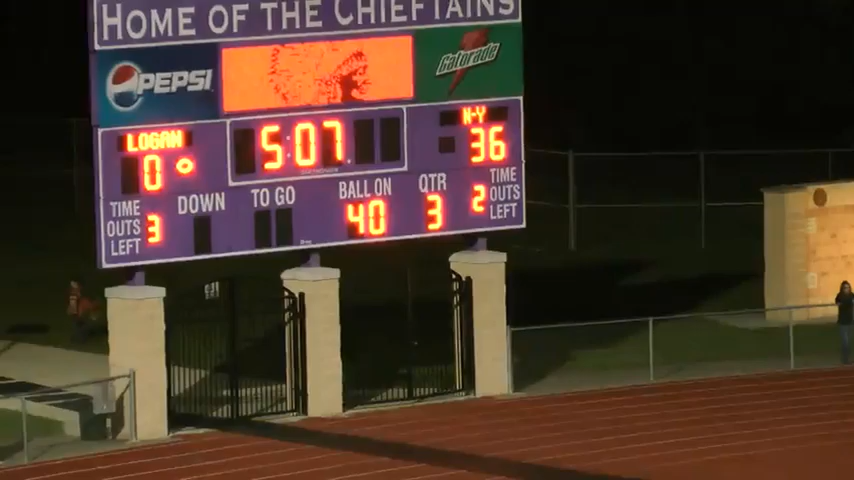 HOME OF THE CHIEFTAINS
PEPSI
Gatorade
LOGAN 5:07 N-Y
0 36
DOWN TO GO BALL ON QTR
TIME OUTS LEFT 3 40 3 2 TIME OUTS LEFT